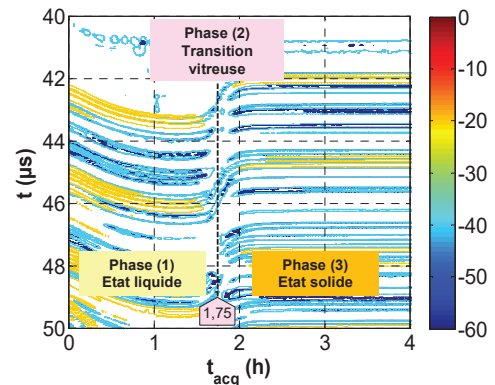 40
42
44
46
48
50
t (µs)
Phase (2)
Transition
vitreuse
Phase (1)
Etat liquide
Phase (3)
Etat solide
1,75
0
1
2
3
4
t_acq (h)
0
-10
-20
-30
-40
-50
-60